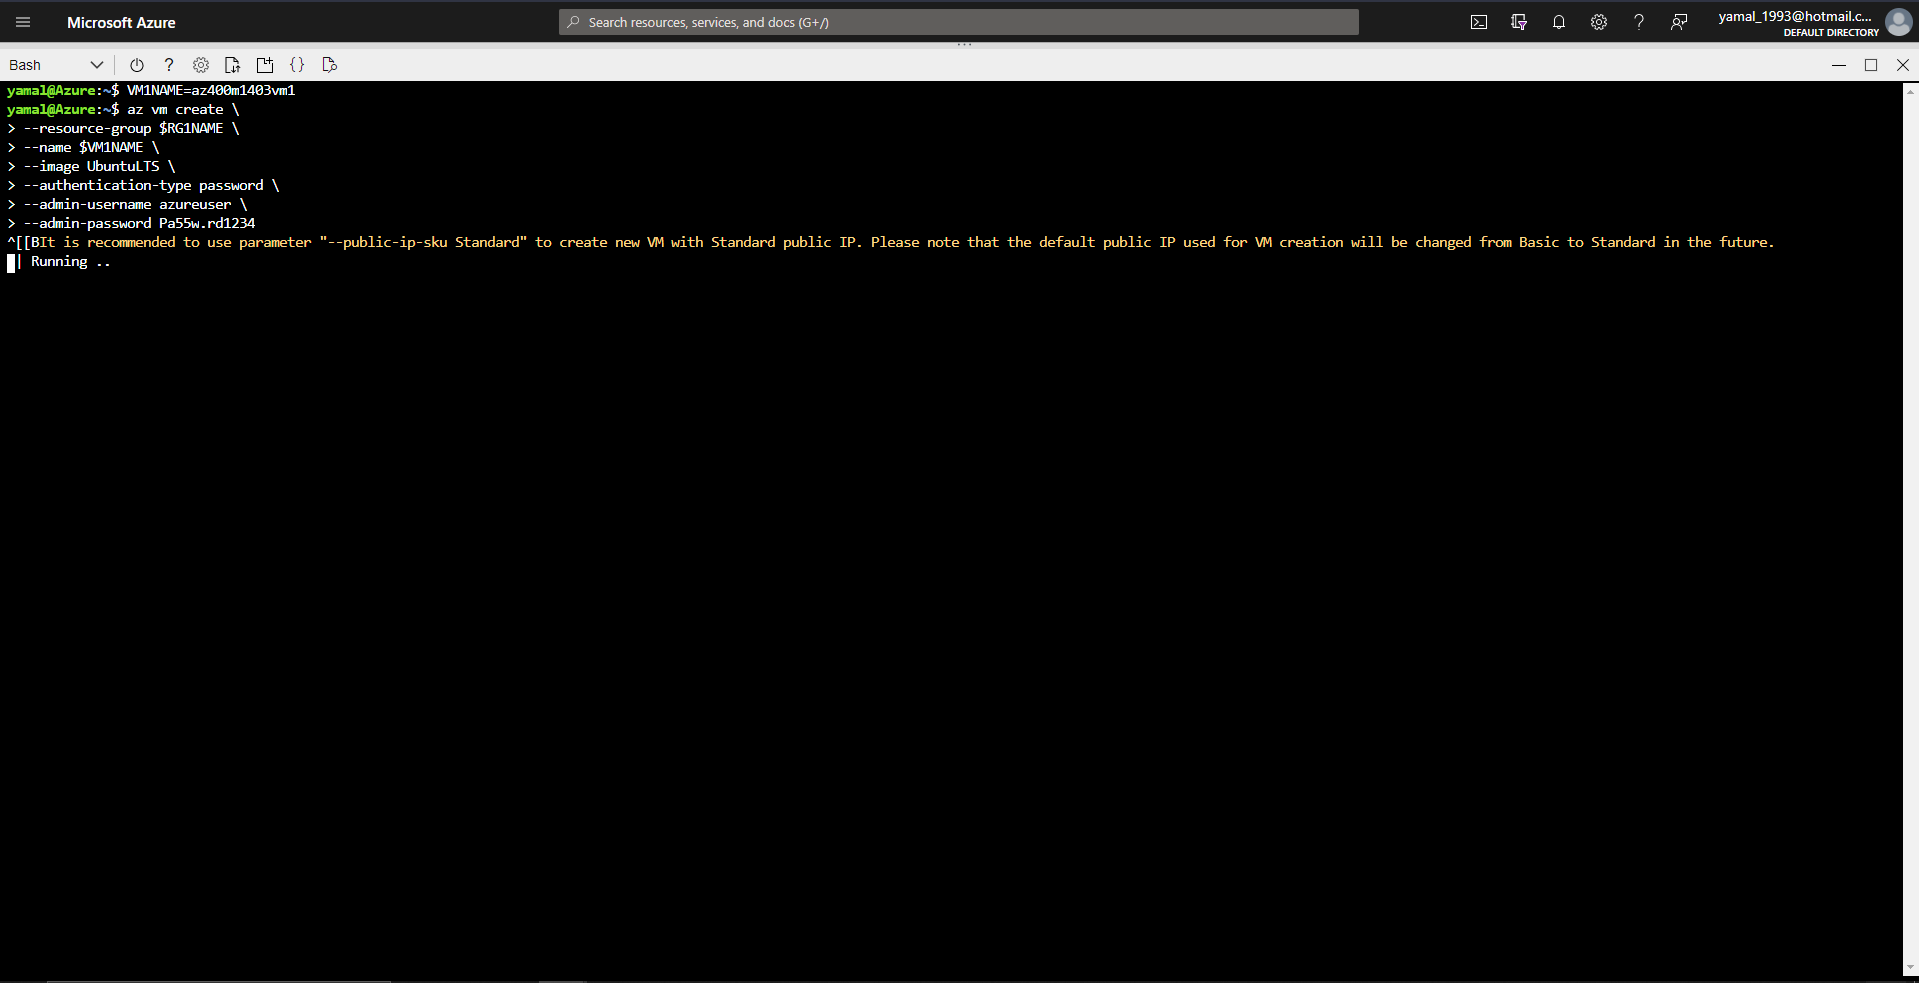 Microsoft Azure
Search resources, services, and docs (G+/)
yamal_1993@hotmail.c...
DEFAULT DIRECTORY
Bash
yamal@Azure:~$ VM1NAME=az400m1403vm1
yamal@Azure:~$ az vm create \
> --resource-group $RG1NAME \
> --name $VM1NAME \
> --image UbuntuLTS \
> --authentication-type password \
> --admin-username azureuser \
> --admin-password Pa55w.rd1234
^[[BIt is recommended to use parameter "--public-ip-sku Standard" to create new VM with Standard public IP. Please note that the default public IP used for VM creation will be changed from Basic to Standard in the future.
| Running ..